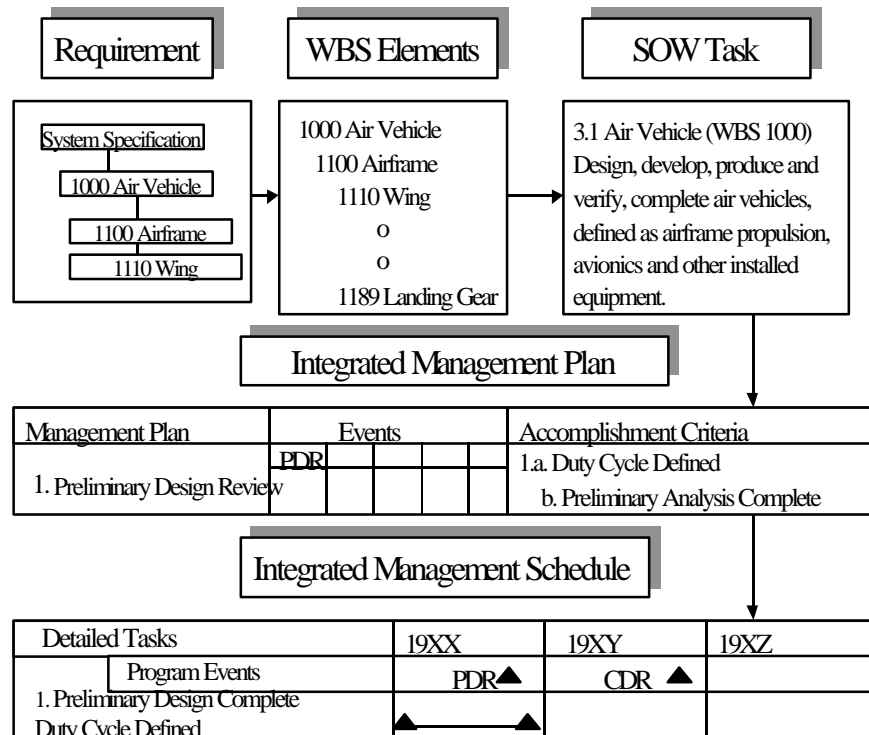 Requirement
WBS Elements
SOW Task
System Specification
1000 Air Vehicle
1100 Airframe
1110 Wing
1000 Air Vehicle
1100 Airframe
1110 Wing
o
o
1189 Landing Gear
3.1 Air Vehicle (WBS 1000)
Design, develop, produce and
verify, complete air vehicles,
defined as airframe propulsion,
avionics and other installed
equipment.
Integrated Management Plan
Management Plan
Events
Accomplishment Criteria
PDR
1. Preliminary Design Review
1.a. Duty Cycle Defined
b. Preliminary Analysis Complete
Integrated Management Schedule
Detailed Tasks
19XX
19XY
19XZ
Program Events
PDR
CDR
1. Preliminary Design Complete
Duty Cycle Defined